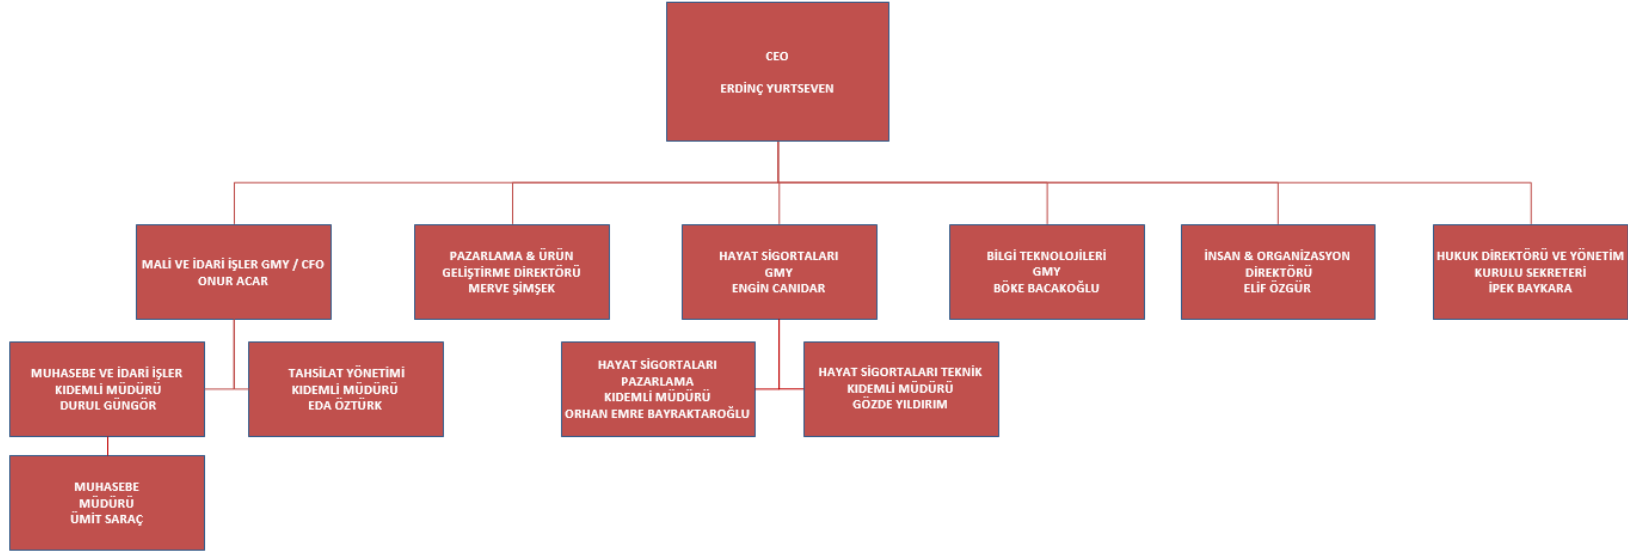 CEO
ERDİNÇ YURTSEVEN
MALİ VE İDARİ İŞLER GMY / CFO
ONUR ACAR
PAZARLAMA & ÜRÜN
GELİŞTİRME DİREKTÖRÜ
MERVE ŞİMŞEK
HAYAT SİGORTALARI
GMY
ENGİN CANIDAR
BİLGİ TEKNOLOJİLERİ
GMY
BÖKE BACAKOĞLU
İNSAN & ORGANİZASYON
DİREKTÖRÜ
ELİF ÖZGÜR
HUKUK DİREKTÖRÜ VE YÖNETİM
KURULU SEKRETERİ
İPEK BAYKARA
MUHASEBE VE İDARİ İŞLER
KIDEMLİ MÜDÜRÜ
DURUL GÜNGÖR
TAHSİLAT YÖNETİMİ
KIDEMLİ MÜDÜRÜ
EDA ÖZTÜRK
HAYAT SİGORTALARI
PAZARLAMA
KIDEMLİ MÜDÜRÜ
ORHAN EMRE BAYRAKTAROĞLU
HAYAT SİGORTALARI TEKNİK
KIDEMLİ MÜDÜRÜ
GÖZDE YILDIRIM
MUHASEBE
MÜDÜRÜ
ÜMİT SARAÇ